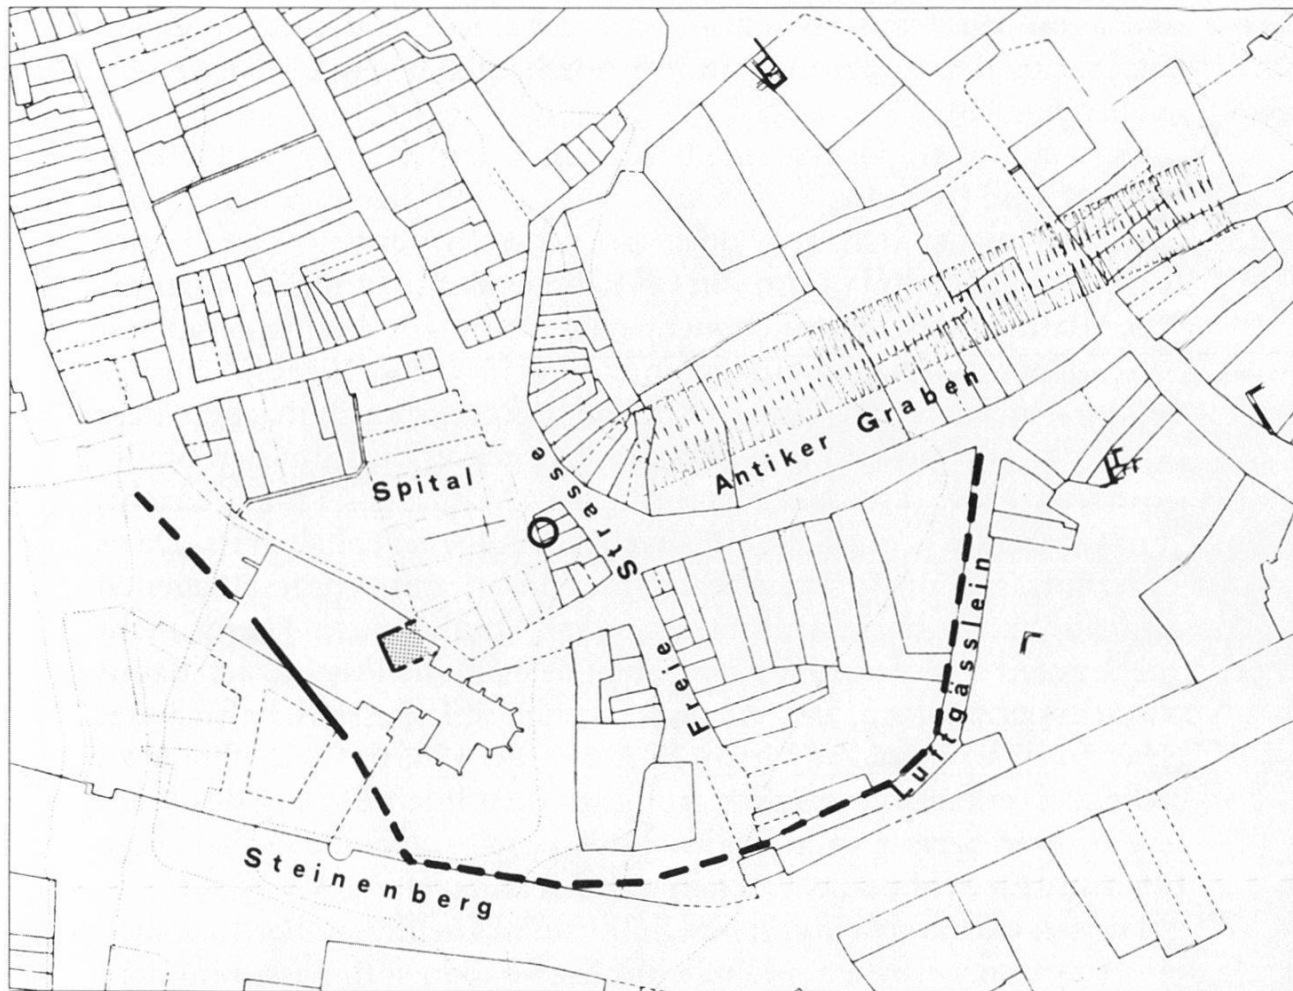 Spital
Antiker Graben
Freie Strasse
Luftgässlein
Steinenberg